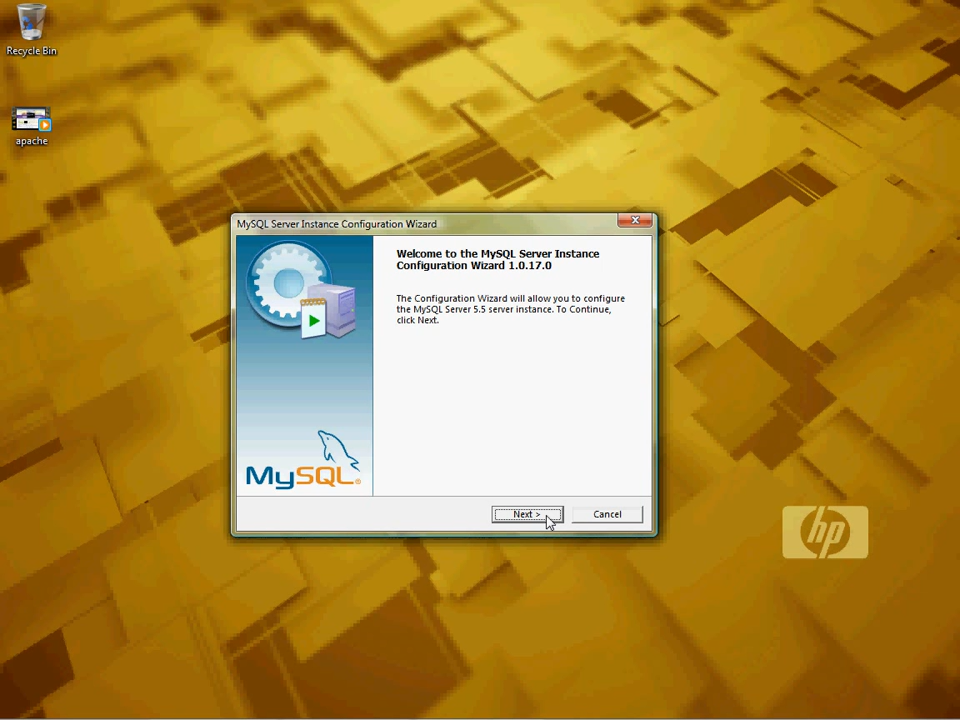 Recycle Bin
apache
MySQL Server Instance Configuration Wizard
Welcome to the MySQL Server Instance
Configuration Wizard 1.0.17.0
The Configuration Wizard will allow you to configure
the MySQL Server 5.5 server instance. To Continue,
click Next.
MySQL®
Next >
Cancel
hp